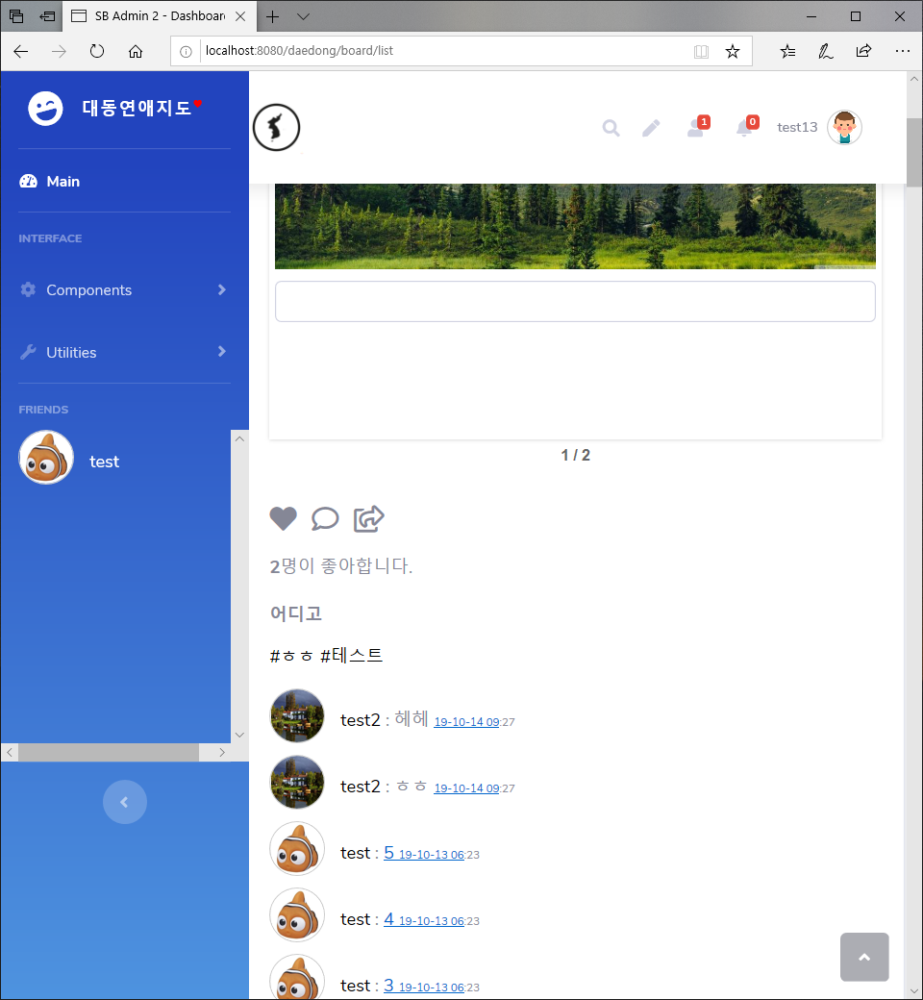 SB Admin 2 - Dashboar
localhost:8080/daedong/board/list
대동연애지도
1
0
test13
Main
INTERFACE
Components
Utilities
FRIENDS
test
1 / 2
2명이 좋아합니다.
어디고
#ㅎㅎ #테스트
test2 : 헤헤 19-10-14 09:27
test2 : ㅎㅎ 19-10-14 09:27
test : 5 19-10-13 06:23
test : 4 19-10-13 06:23
test : 3 19-10-13 06:23